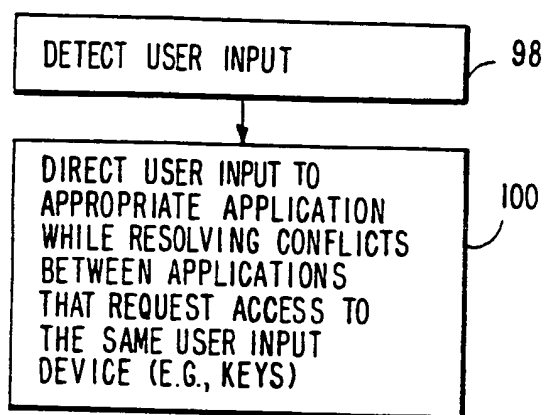 DETECT USER INPUT
98
DIRECT USER INPUT TO
APPROPRIATE APPLICATION
WHILE RESOLVING CONFLICTS
BETWEEN APPLICATIONS
THAT REQUEST ACCESS TO
THE SAME USER INPUT
DEVICE (E.G., KEYS)
100